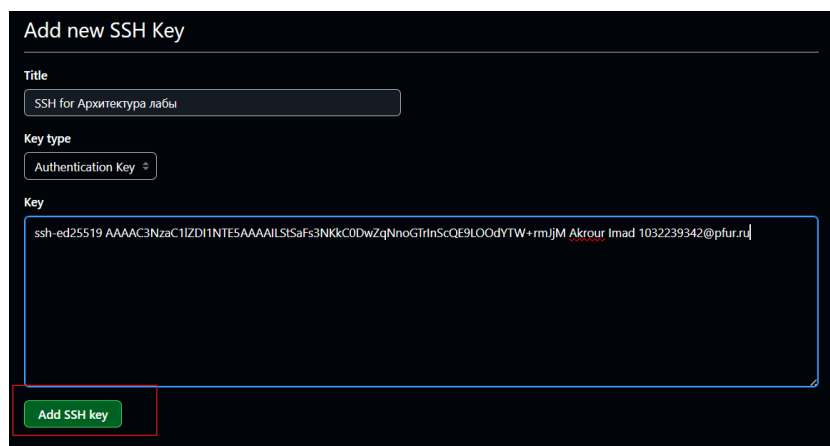 Add new SSH Key
Title
SSH for Архитектура лабы
Key type
Authentication Key
Key
ssh-ed25519 AAAAC3NzaC1lZDI1NTE5AAAAILStSaFs3NKkC0DwZqNnoGTrInScQE9LOOdYTW+rmJjM Akrour Imad 1032239342@pfur.ru
Add SSH key